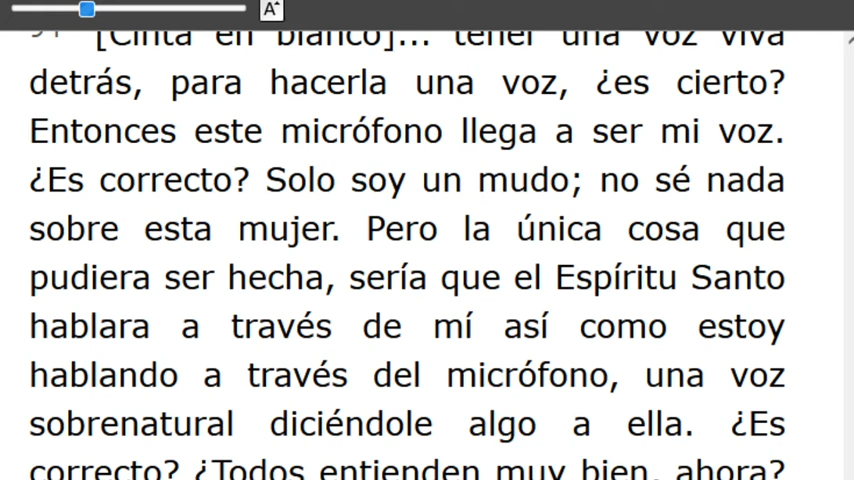 A
[Cinta en blanco]... tener una voz viva
detrás, para hacerla una voz, ¿es cierto?
Entonces este micrófono llega a ser mi voz.
¿Es correcto? Solo soy un mudo; no sé nada
sobre esta mujer. Pero la única cosa que
pudiera ser hecha, sería que el Espíritu Santo
hablara a través de mí así como estoy
hablando a través del micrófono, una voz
sobrenatural diciéndole algo a ella. ¿Es
correcto? ¿Todos entienden muy bien, ahora?